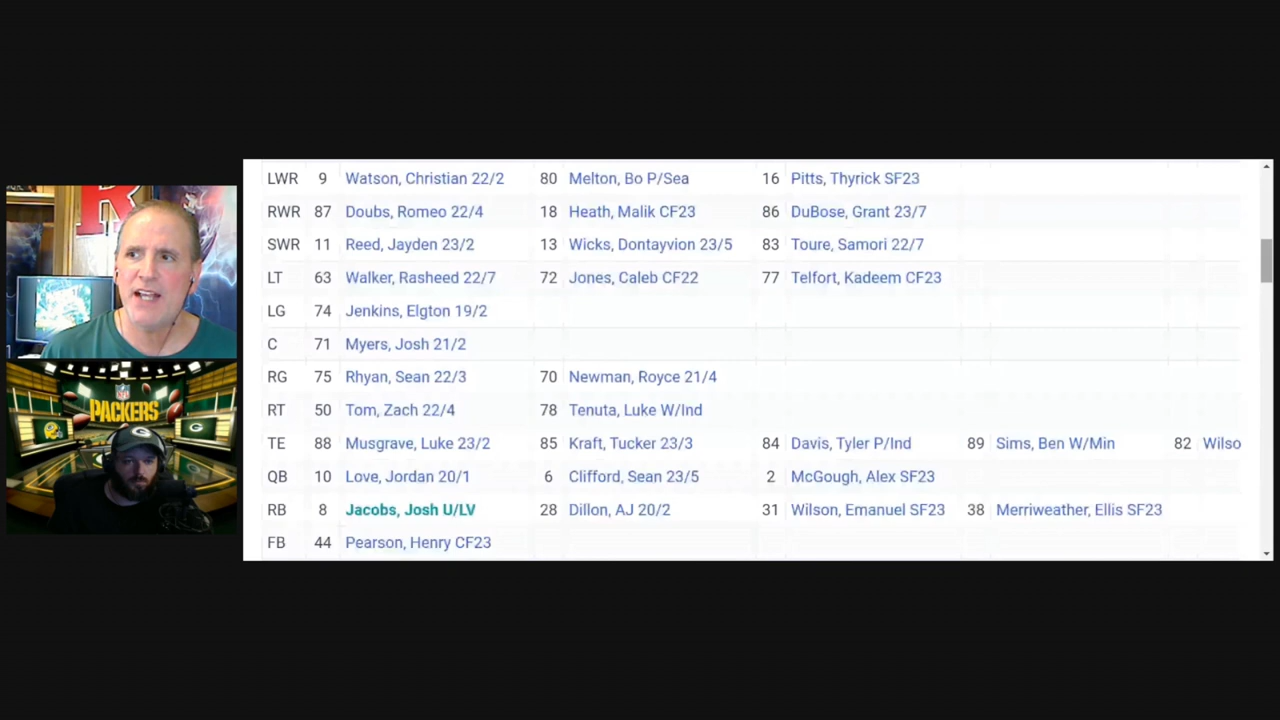 LWR 9 Watson, Christian 22/2 80 Melton, Bo P/Sea 16 Pitts, Thyrick SF23
RWR 87 Doubs, Romeo 22/4 18 Heath, Malik CF23 86 DuBose, Grant 23/7
SWR 11 Reed, Jayden 23/2 13 Wicks, Dontayvion 23/5 83 Toure, Samori 22/7
LT 63 Walker, Rasheed 22/7 72 Jones, Caleb CF22 77 Telfort, Kadeem CF23
LG 74 Jenkins, Elgton 19/2
C 71 Myers, Josh 21/2
RG 75 Rhyan, Sean 22/3 70 Newman, Royce 21/4
RT 50 Tom, Zach 22/4 78 Tenuta, Luke W/Ind
TE 88 Musgrave, Luke 23/2 85 Kraft, Tucker 23/3 84 Davis, Tyler P/Ind 89 Sims, Ben W/Min 82 Wilso
QB 10 Love, Jordan 20/1 6 Clifford, Sean 23/5 2 McGough, Alex SF23
RB 8 Jacobs, Josh U/LV 28 Dillon, AJ 20/2 31 Wilson, Emanuel SF23 38 Merriweather, Ellis SF23
FB 44 Pearson, Henry CF23
R
NFL
PACKERS
G
G
G